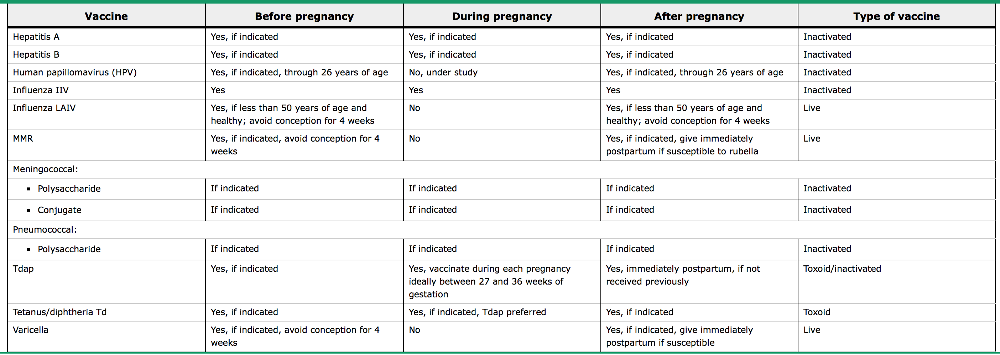 Vaccine Before pregnancy During pregnancy After pregnancy Type of vaccine
Hepatitis A Yes, if indicated Yes, if indicated Yes, if indicated Inactivated
Hepatitis B Yes, if indicated Yes, if indicated Yes, if indicated Inactivated
Human papillomavirus (HPV) Yes, if indicated, through 26 years of age No, under study Yes, if indicated, through 26 years of age Inactivated
Influenza IIV Yes Yes Yes Inactivated
Influenza LAIV Yes, if less than 50 years of age and No Yes, if less than 50 years of age and Live
healthy; avoid conception for 4 weeks healthy; avoid conception for 4 weeks
MMR Yes, if indicated, avoid conception for 4 No Yes, if indicated, give immediately Live
weeks postpartum if susceptible to rubella
Meningococcal:
▪ Polysaccharide If indicated If indicated If indicated Inactivated
▪ Conjugate If indicated If indicated If indicated Inactivated
Pneumococcal:
▪ Polysaccharide If indicated If indicated If indicated Inactivated
Tdap Yes, if indicated Yes, vaccinate during each pregnancy Yes, immediately postpartum, if not Toxoid/inactivated
ideally between 27 and 36 weeks of received previously
gestation
Tetanus/diphtheria Td Yes, if indicated Yes, if indicated, Tdap preferred Yes, if indicated Toxoid
Varicella Yes, if indicated, avoid conception for 4 No Yes, if indicated, give immediately Live
weeks postpartum if susceptible